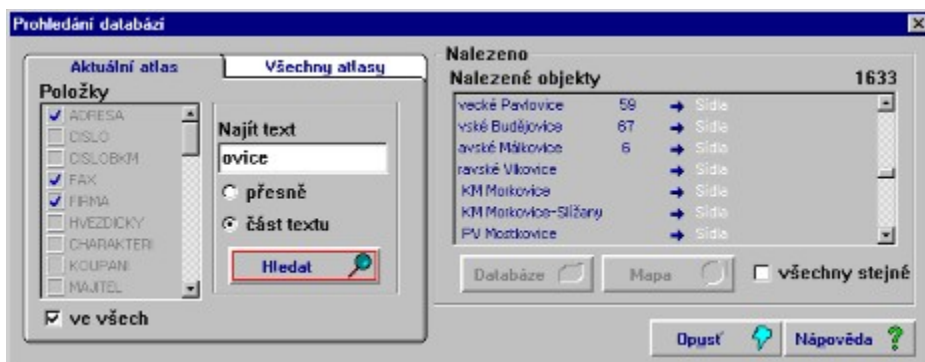 Prohledání databází
Aktuální atlas
Všechny atlasy
Položky
ADRESA
CISLO
CISLOBKM
FAX
FIRMA
HVEZDICKY
CHARAKTERI
KOUPANI
MAJITEL
ve všech
Najít text
ovice
přesně
část textu
Hledat
Nalezeno
Nalezené objekty 1633
vecké Pavlovice 59 Sídla
vské Budějovice 67 Sídla
avské Málkovice 6 Sídla
ravské Vlkovice Sídla
KM Morkovice Sídla
KM Morkovice-Slížany Sídla
PV Mostkovice Sídla
Databáze
Mapa
všechny stejné
Opusť
Nápověda